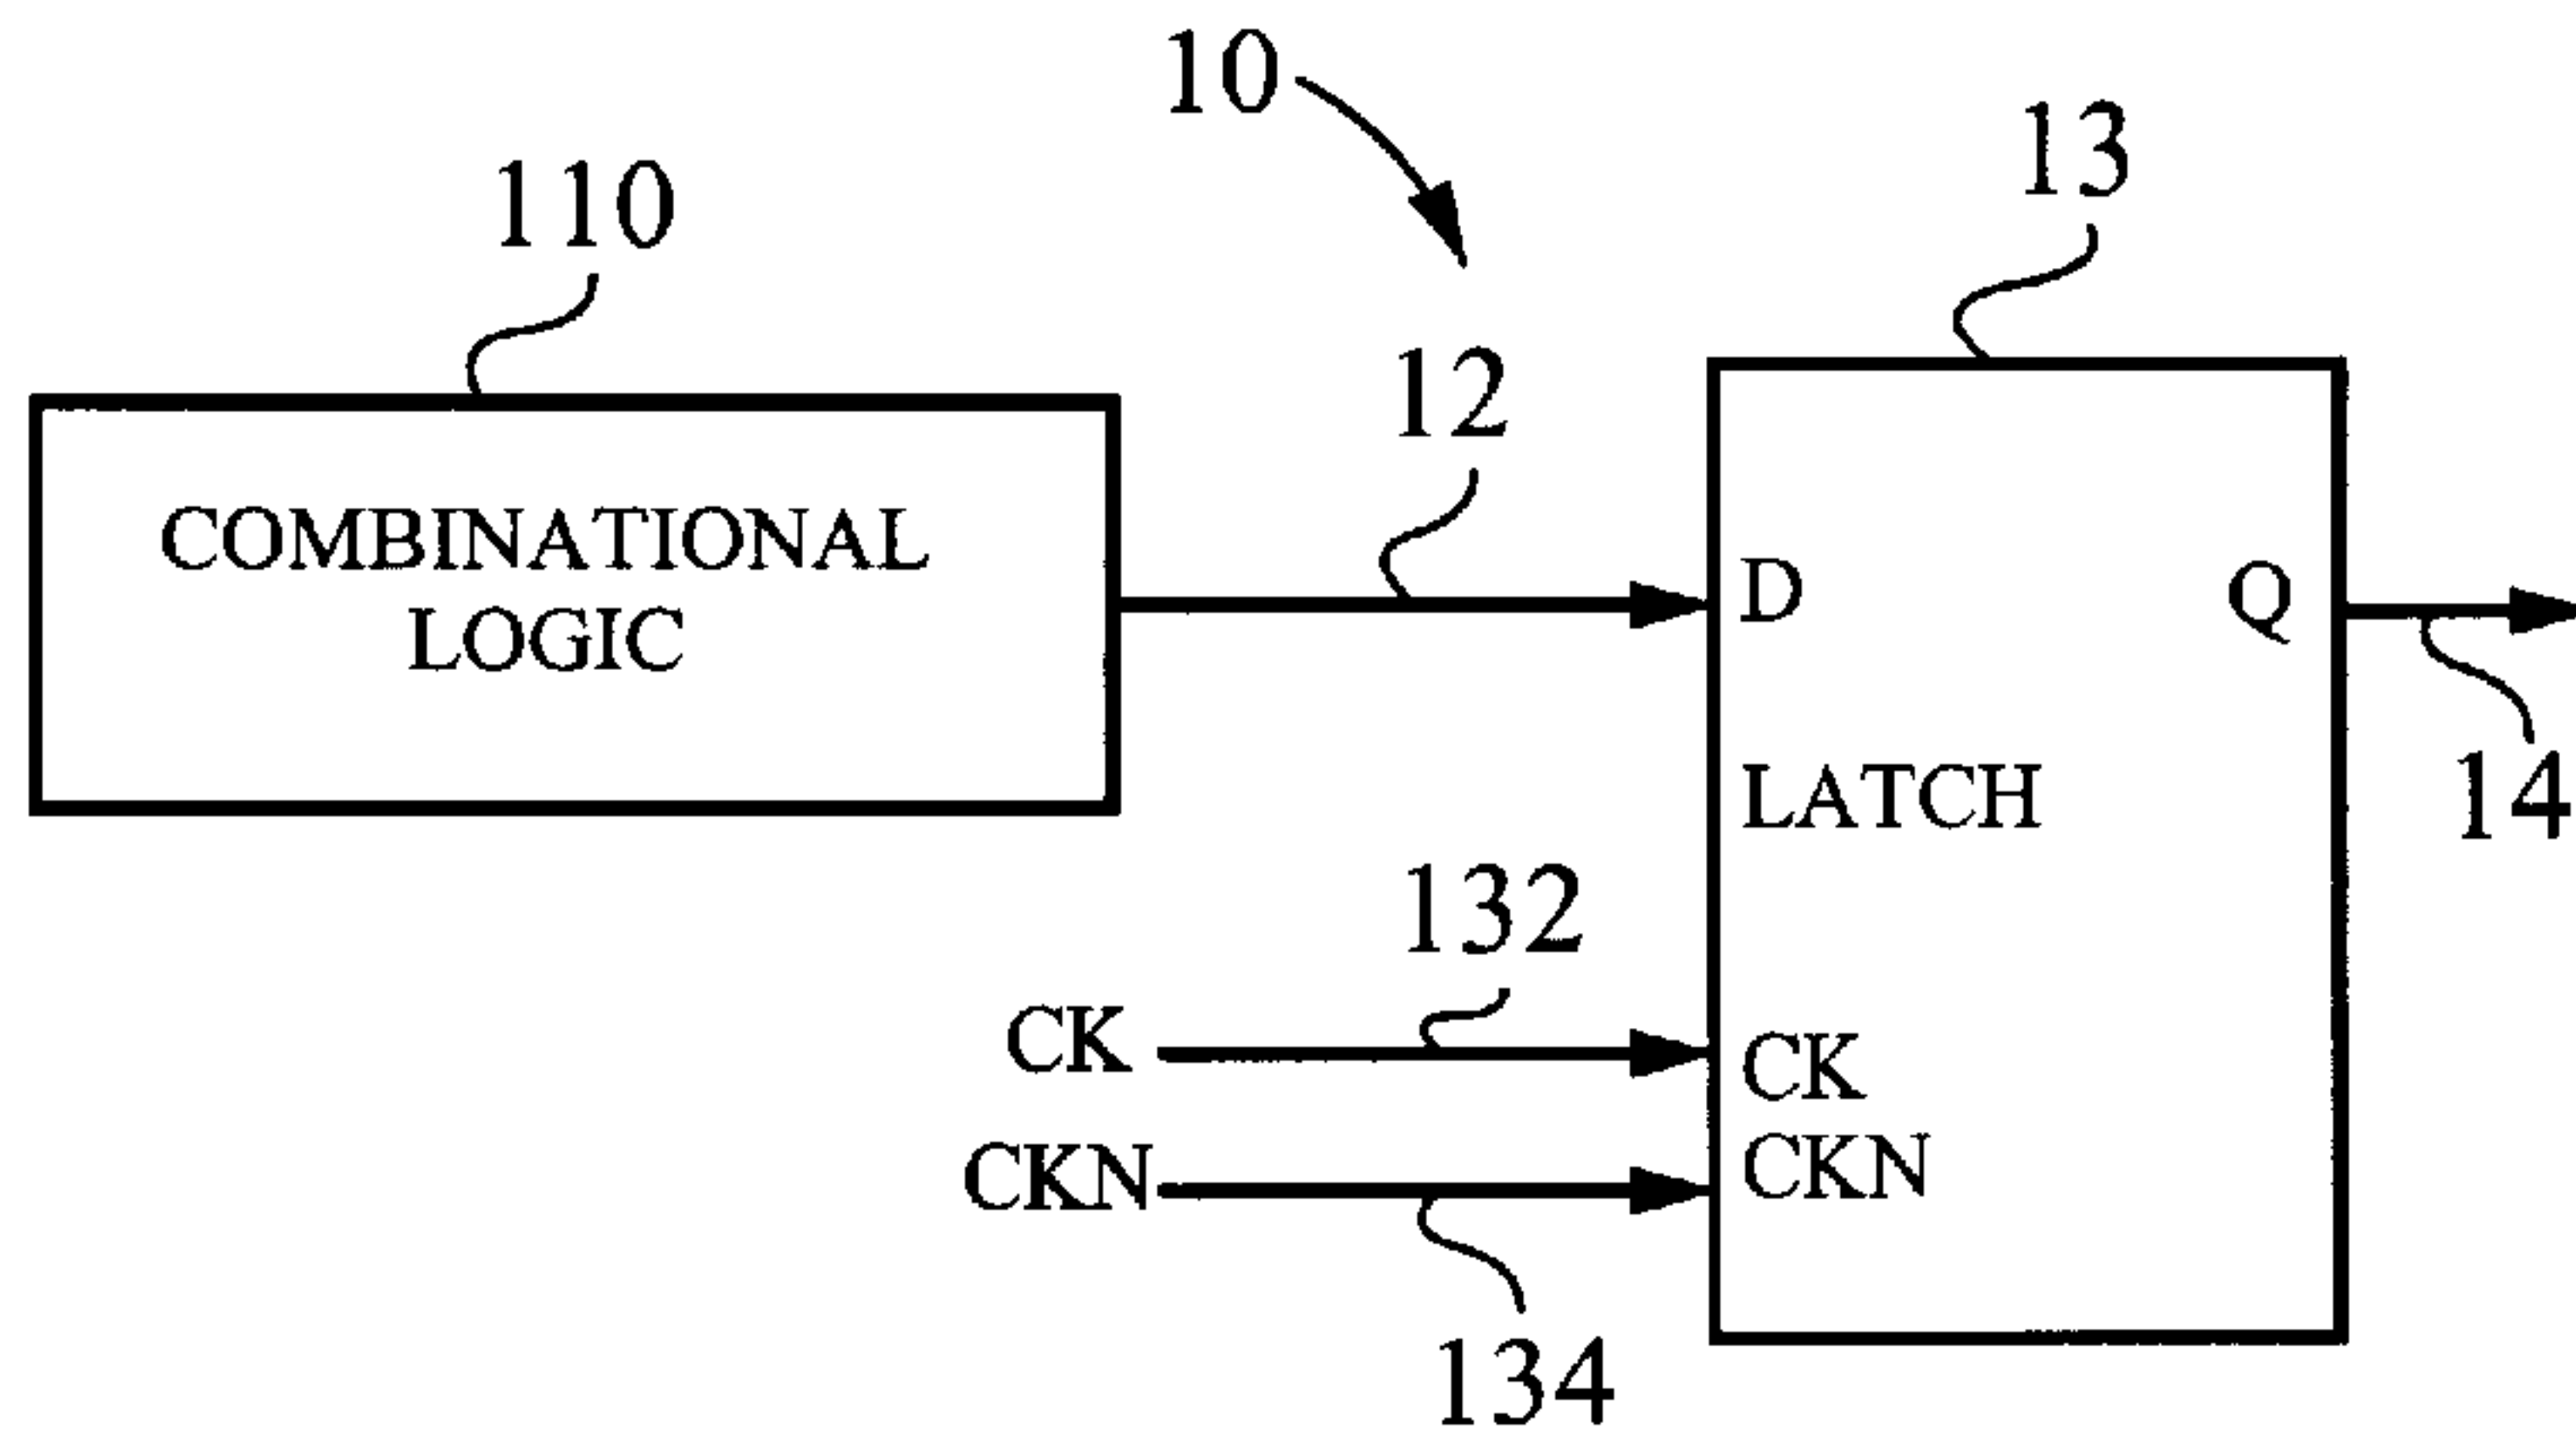 10
13
110
12
COMBINATIONAL
LOGIC
D
Q
LATCH
14
132
CK
CK
CKN
CKN
134